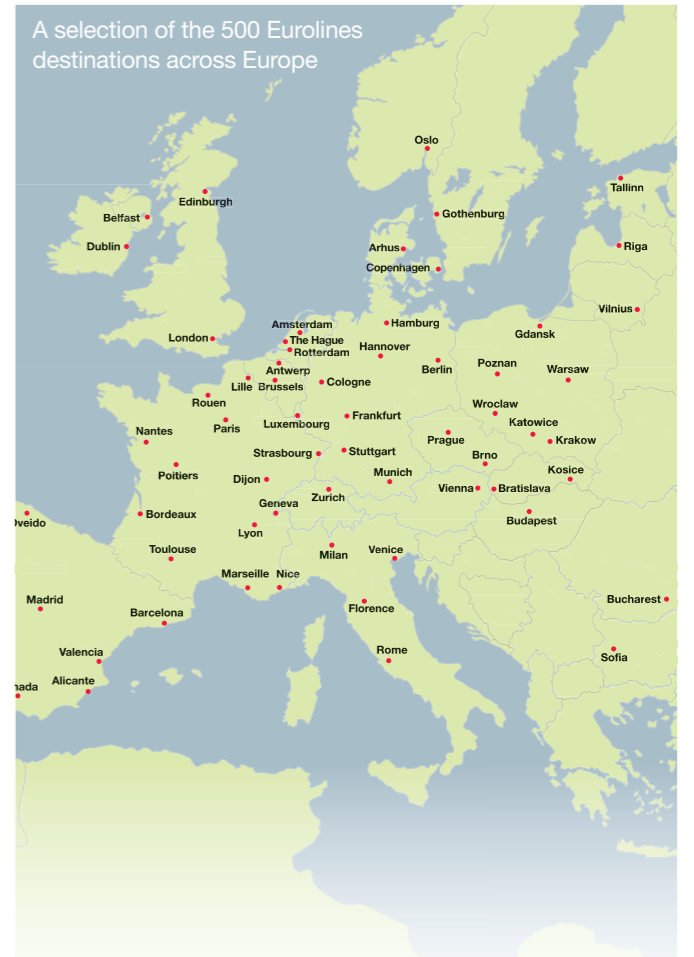 A selection of the 500 Eurolines
destinations across Europe
Oslo
Tallinn
Edinburgh
Gothenburg
Belfast
Dublin
Arhus
Riga
Copenhagen
Vilnius
Amsterdam
Hamburg
Gdansk
London
The Hague
Rotterdam
Hannover
Antwerp
Berlin
Poznan
Warsaw
Lille
Brussels
Cologne
Rouen
Wroclaw
Paris
Luxembourg
Frankfurt
Katowice
Nantes
Prague
Krakow
Strasbourg
Stuttgart
Brno
Poitiers
Dijon
Munich
Kosice
Zurich
Vienna
Bratislava
Geneva
Oveido
Bordeaux
Lyon
Budapest
Toulouse
Milan
Venice
Marseille
Nice
Madrid
Barcelona
Florence
Bucharest
Valencia
Rome
Sofia
nada
Alicante